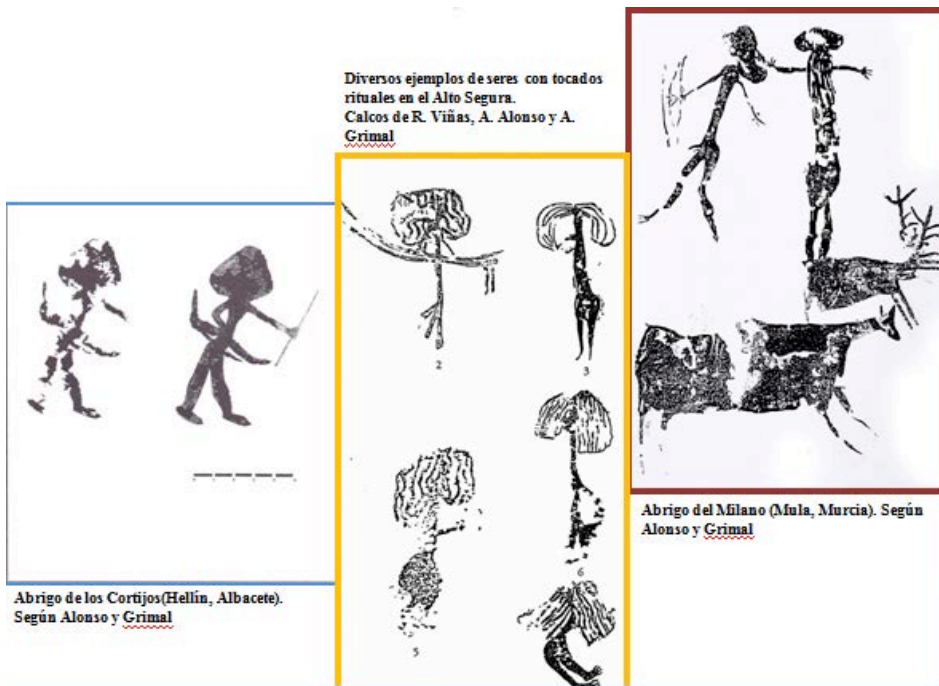 Diversos ejemplos de seres con tocados
rituales en el Alto Segura.
Calcos de R. Viñas, A. Alonso y A.
Grimal
2
3
5
6
Abrigo de los Cortijos(Hellín, Albacete).
Según Alonso y Grimal
Abrigo del Milano (Mula, Murcia). Según
Alonso y Grimal